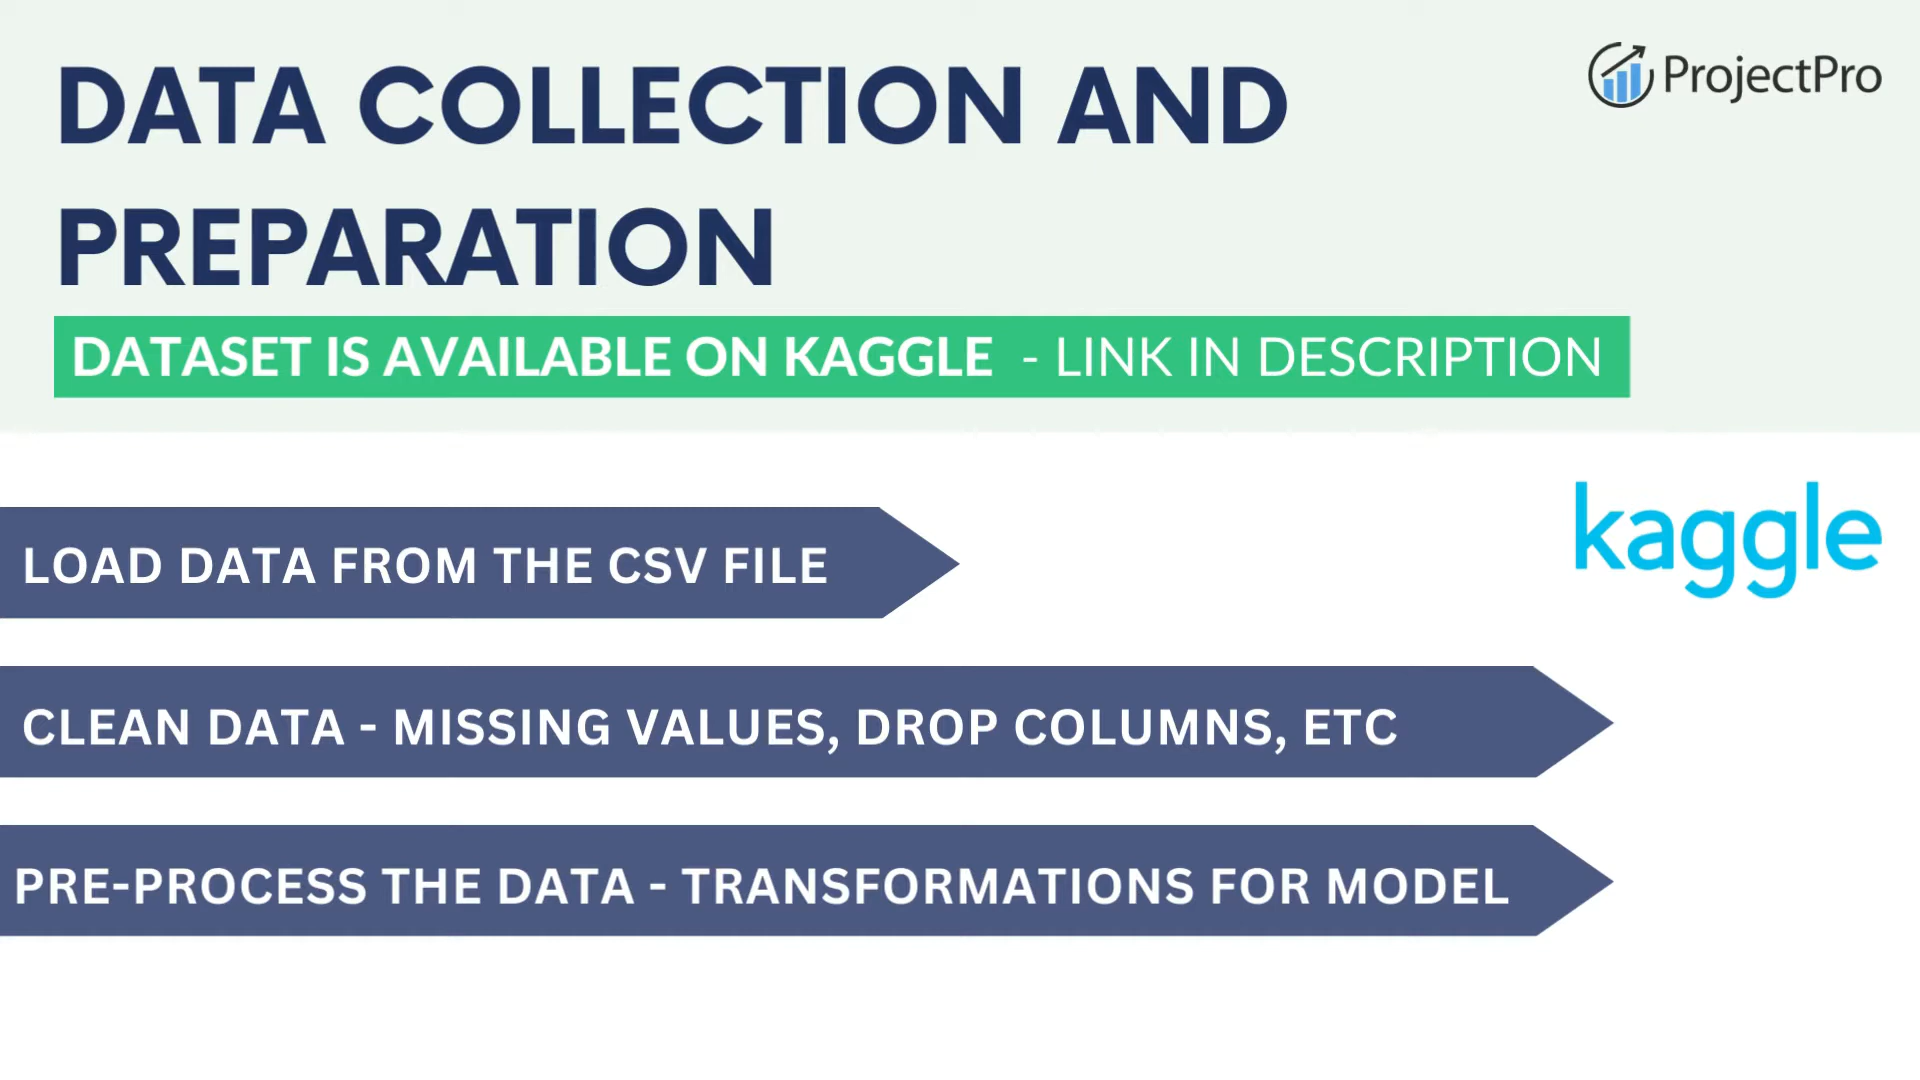 DATA COLLECTION AND
PREPARATION
ProjectPro
DATASET IS AVAILABLE ON KAGGLE - LINK IN DESCRIPTION
kaggle
LOAD DATA FROM THE CSV FILE
CLEAN DATA - MISSING VALUES, DROP COLUMNS, ETC
PRE-PROCESS THE DATA - TRANSFORMATIONS FOR MODEL